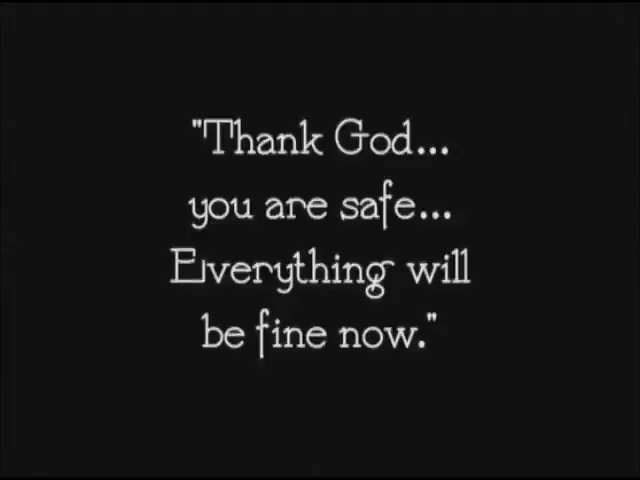 "Thank God...
you are safe...
Everything will
be fine now."